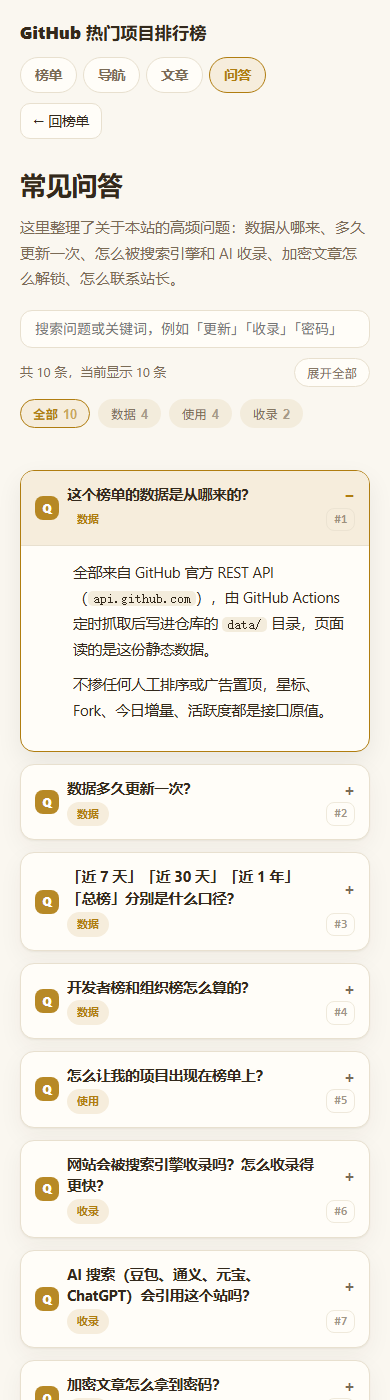 GitHub 热门项目排行榜
榜单 导航 文章 问答
← 回榜单
常见问答
这里整理了关于本站的高频问题：数据从哪来、多久
更新一次、怎么被搜索引擎和 AI 收录、加密文章怎
么解锁、怎么联系站长。
搜索问题或关键词，例如「更新」「收录」「密码」
共 10 条，当前显示 10 条 展开全部
全部 10 数据 4 使用 4 收录 2
Q 这个榜单的数据是从哪来的？ −
数据 #1
全部来自 GitHub 官方 REST API
（api.github.com），由 GitHub Actions
定时抓取后写进仓库的 data/ 目录，页面
读的是这份静态数据。
不掺任何人工排序或广告置顶，星标、
Fork、今日增量、活跃度都是接口原值。
Q 数据多久更新一次？ +
数据 #2
Q 「近 7 天」「近 30 天」「近 1 年」
「总榜」分别是什么口径？ +
数据 #3
Q 开发者榜和组织榜怎么算的？ +
数据 #4
Q 怎么让我的项目出现在榜单上？ +
使用 #5
Q 网站会被搜索引擎收录吗？怎么收录得
更快？ +
收录 #6
Q AI 搜索（豆包、通义、元宝、
ChatGPT）会引用这个站吗？ +
收录 #7
Q 加密文章怎么拿到密码？ +